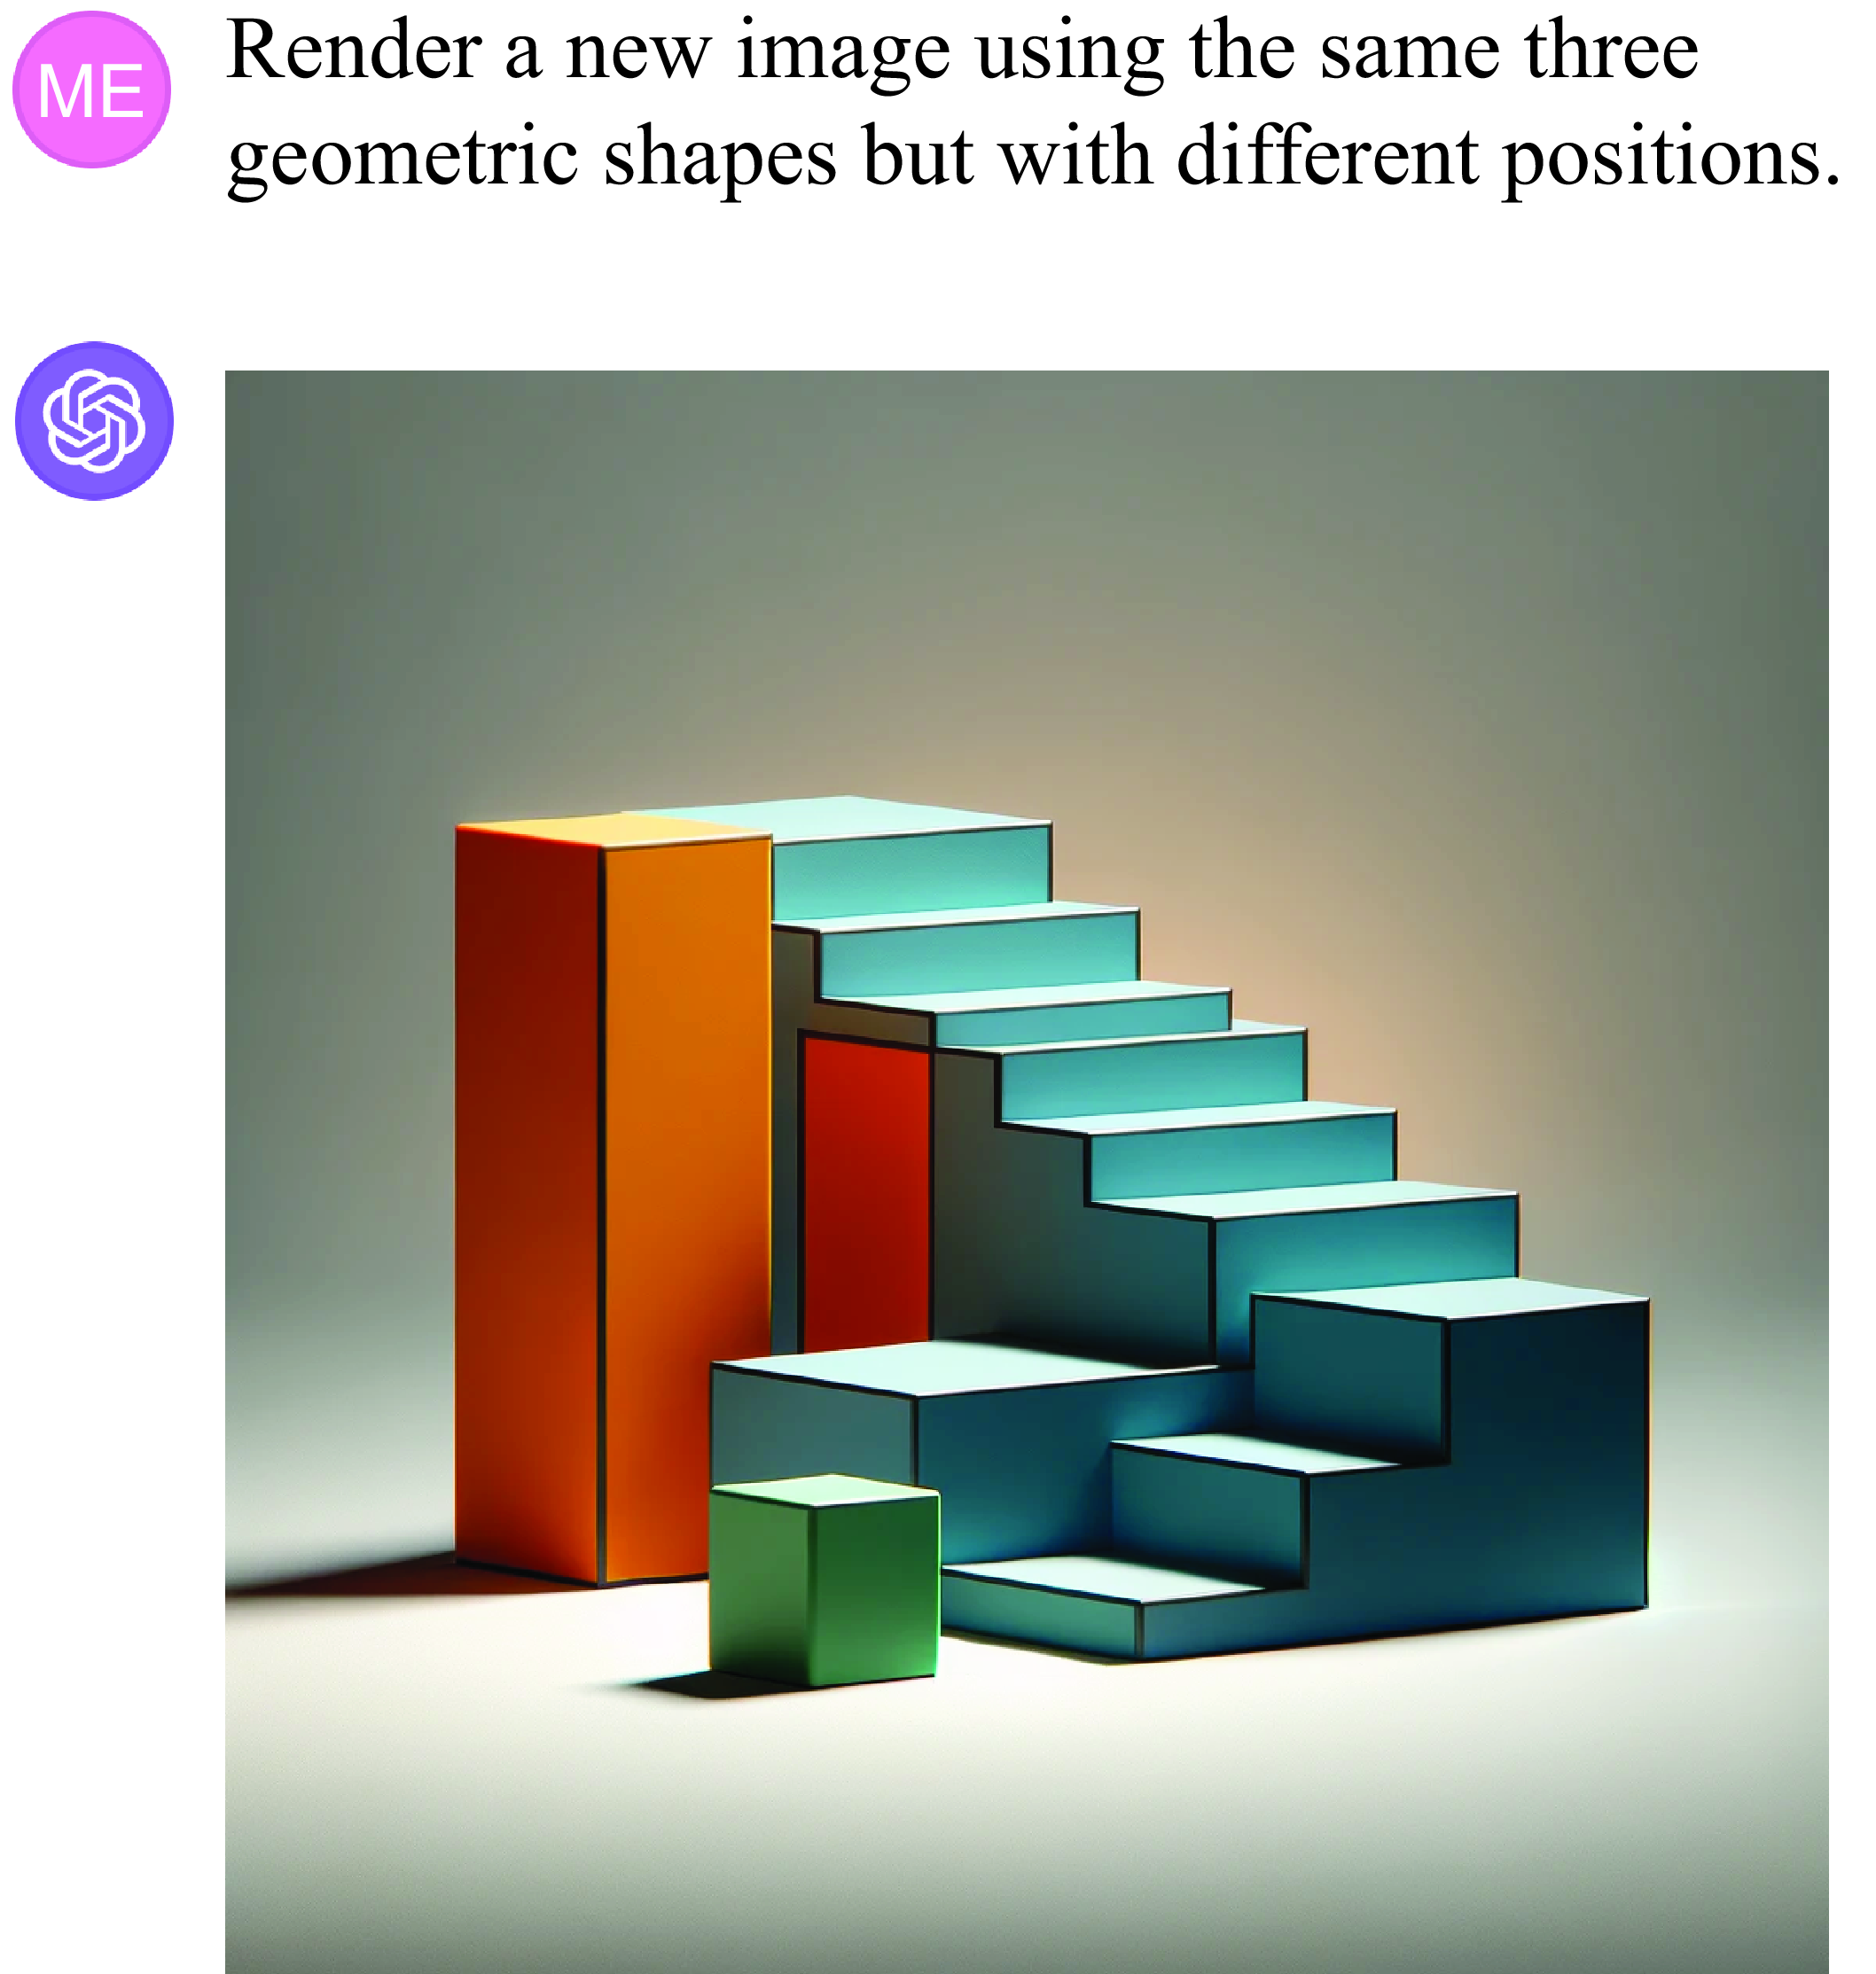 ME
Render a new image using the same three
geometric shapes but with different positions.